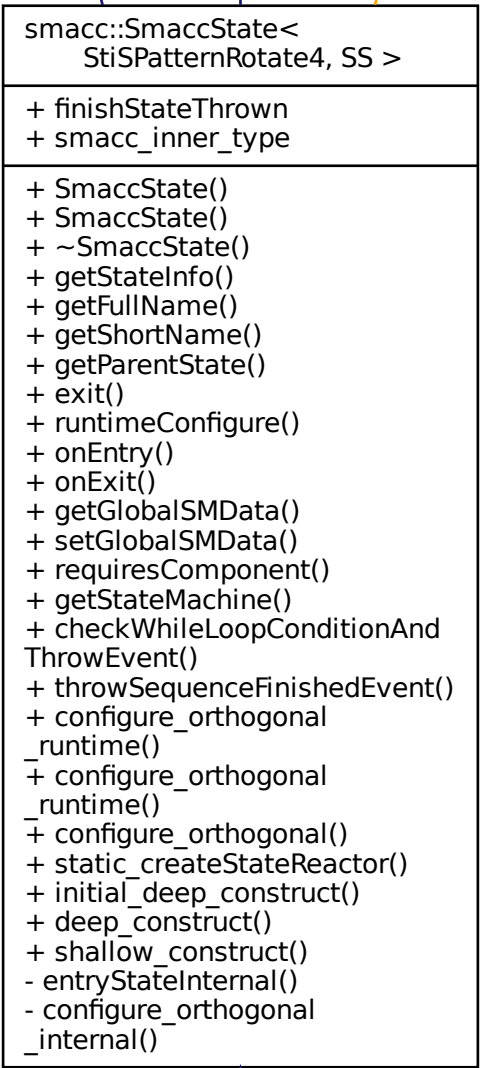 smacc::SmaccState<
StiSPatternRotate4, SS >
+ finishStateThrown
+ smacc_inner_type
+ SmaccState()
+ SmaccState()
+ ~SmaccState()
+ getStateInfo()
+ getFullName()
+ getShortName()
+ getParentState()
+ exit()
+ runtimeConfigure()
+ onEntry()
+ onExit()
+ getGlobalSMData()
+ setGlobalSMData()
+ requiresComponent()
+ getStateMachine()
+ checkWhileLoopConditionAnd
ThrowEvent()
+ throwSequenceFinishedEvent()
+ configure_orthogonal
_runtime()
+ configure_orthogonal
_runtime()
+ configure_orthogonal()
+ static_createStateReactor()
+ initial_deep_construct()
+ deep_construct()
+ shallow_construct()
- entryStateInternal()
- configure_orthogonal
_internal()